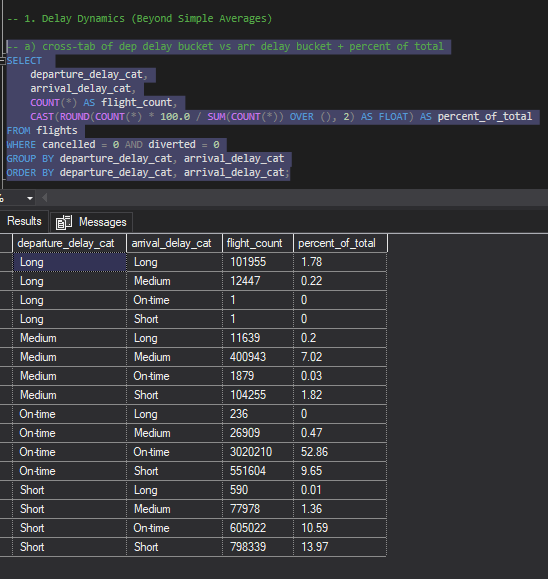 -- 1. Delay Dynamics (Beyond Simple Averages)
-- a) cross-tab of dep delay bucket vs arr delay bucket + percent of total
SELECT
departure_delay_cat,
arrival_delay_cat,
COUNT(*) AS flight_count,
CAST(ROUND(COUNT(*) * 100.0 / SUM(COUNT(*)) OVER (), 2) AS FLOAT) AS percent_of_total
FROM flights
WHERE cancelled = 0 AND diverted = 0
GROUP BY departure_delay_cat, arrival_delay_cat
ORDER BY departure_delay_cat, arrival_delay_cat;
%
Results Messages
departure_delay_cat arrival_delay_cat flight_count percent_of_total
Long Long 101955 1.78
Long Medium 12447 0.22
Long On-time 1 0
Long Short 1 0
Medium Long 11639 0.2
Medium Medium 400943 7.02
Medium On-time 1879 0.03
Medium Short 104255 1.82
On-time Long 236 0
On-time Medium 26909 0.47
On-time On-time 3020210 52.86
On-time Short 551604 9.65
Short Long 590 0.01
Short Medium 77978 1.36
Short On-time 605022 10.59
Short Short 798339 13.97